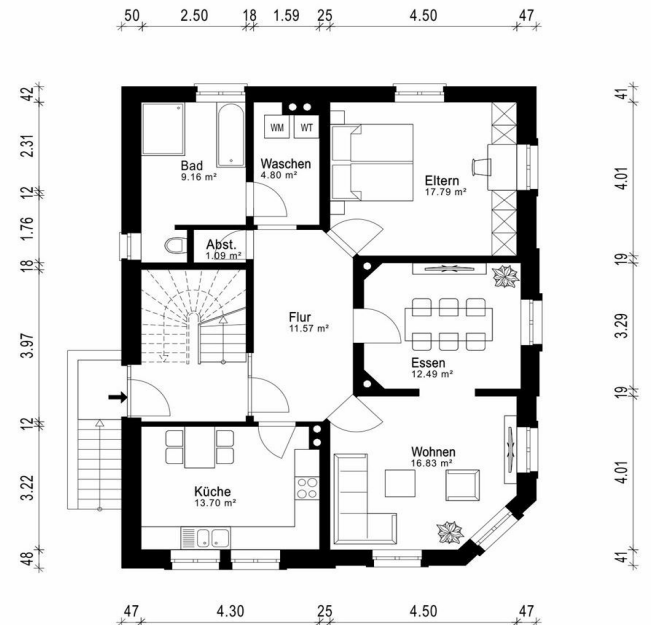 50 2.50 18 1.59 25 4.50 47
42
2.31
12
1.76
18
3.97
12
3.22
48
Bad
9.16 m²
WM WT
Waschen
4.80 m²
Eltern
17.79 m²
Abst.
1.09 m²
Flur
11.57 m²
Essen
12.49 m²
Wohnen
16.83 m²
Küche
13.70 m²
41
4.01
19
3.29
19
4.01
41
47 4.30 25 4.50 47